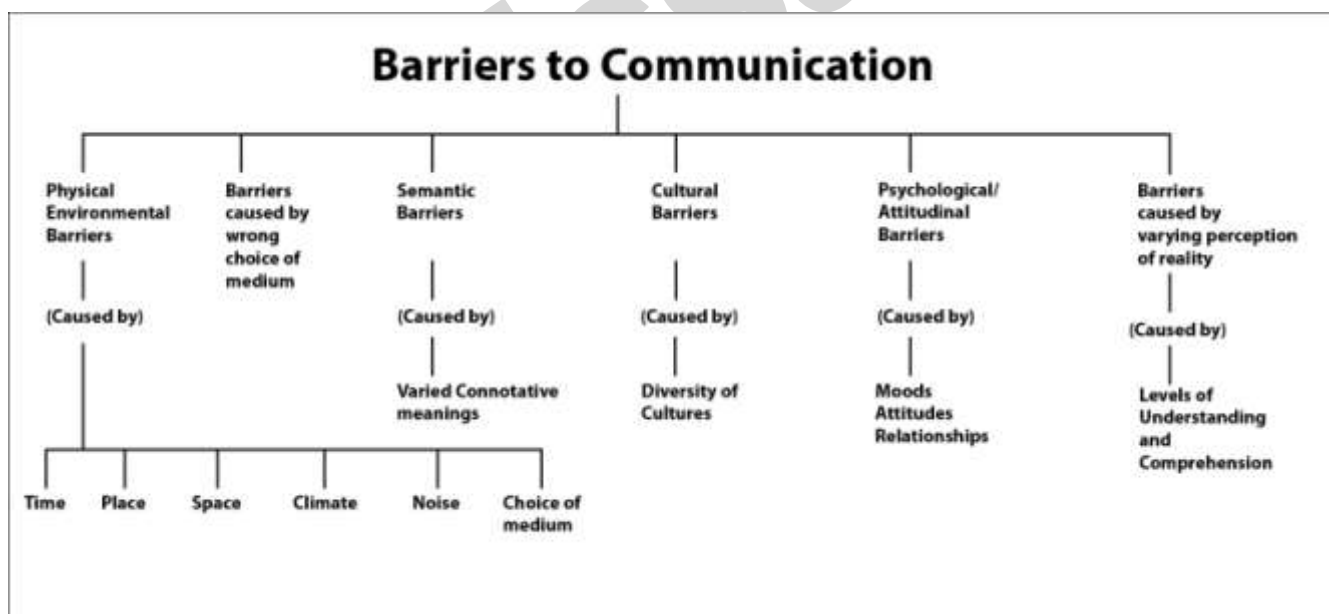 Barriers to Communication
Physical
Environmental
Barriers
Barriers
caused by
wrong
choice of
medium
Semantic
Barriers
Cultural
Barriers
Psychological/
Attitudinal
Barriers
Barriers
caused by
varying perception
of reality
(Caused by)
(Caused by)
(Caused by)
(Caused by)
(Caused by)
Varied Connotative
meanings
Diversity of
Cultures
Moods
Attitudes
Relationships
Levels of
Understanding
and
Comprehension
Time
Place
Space
Climate
Noise
Choice of
medium